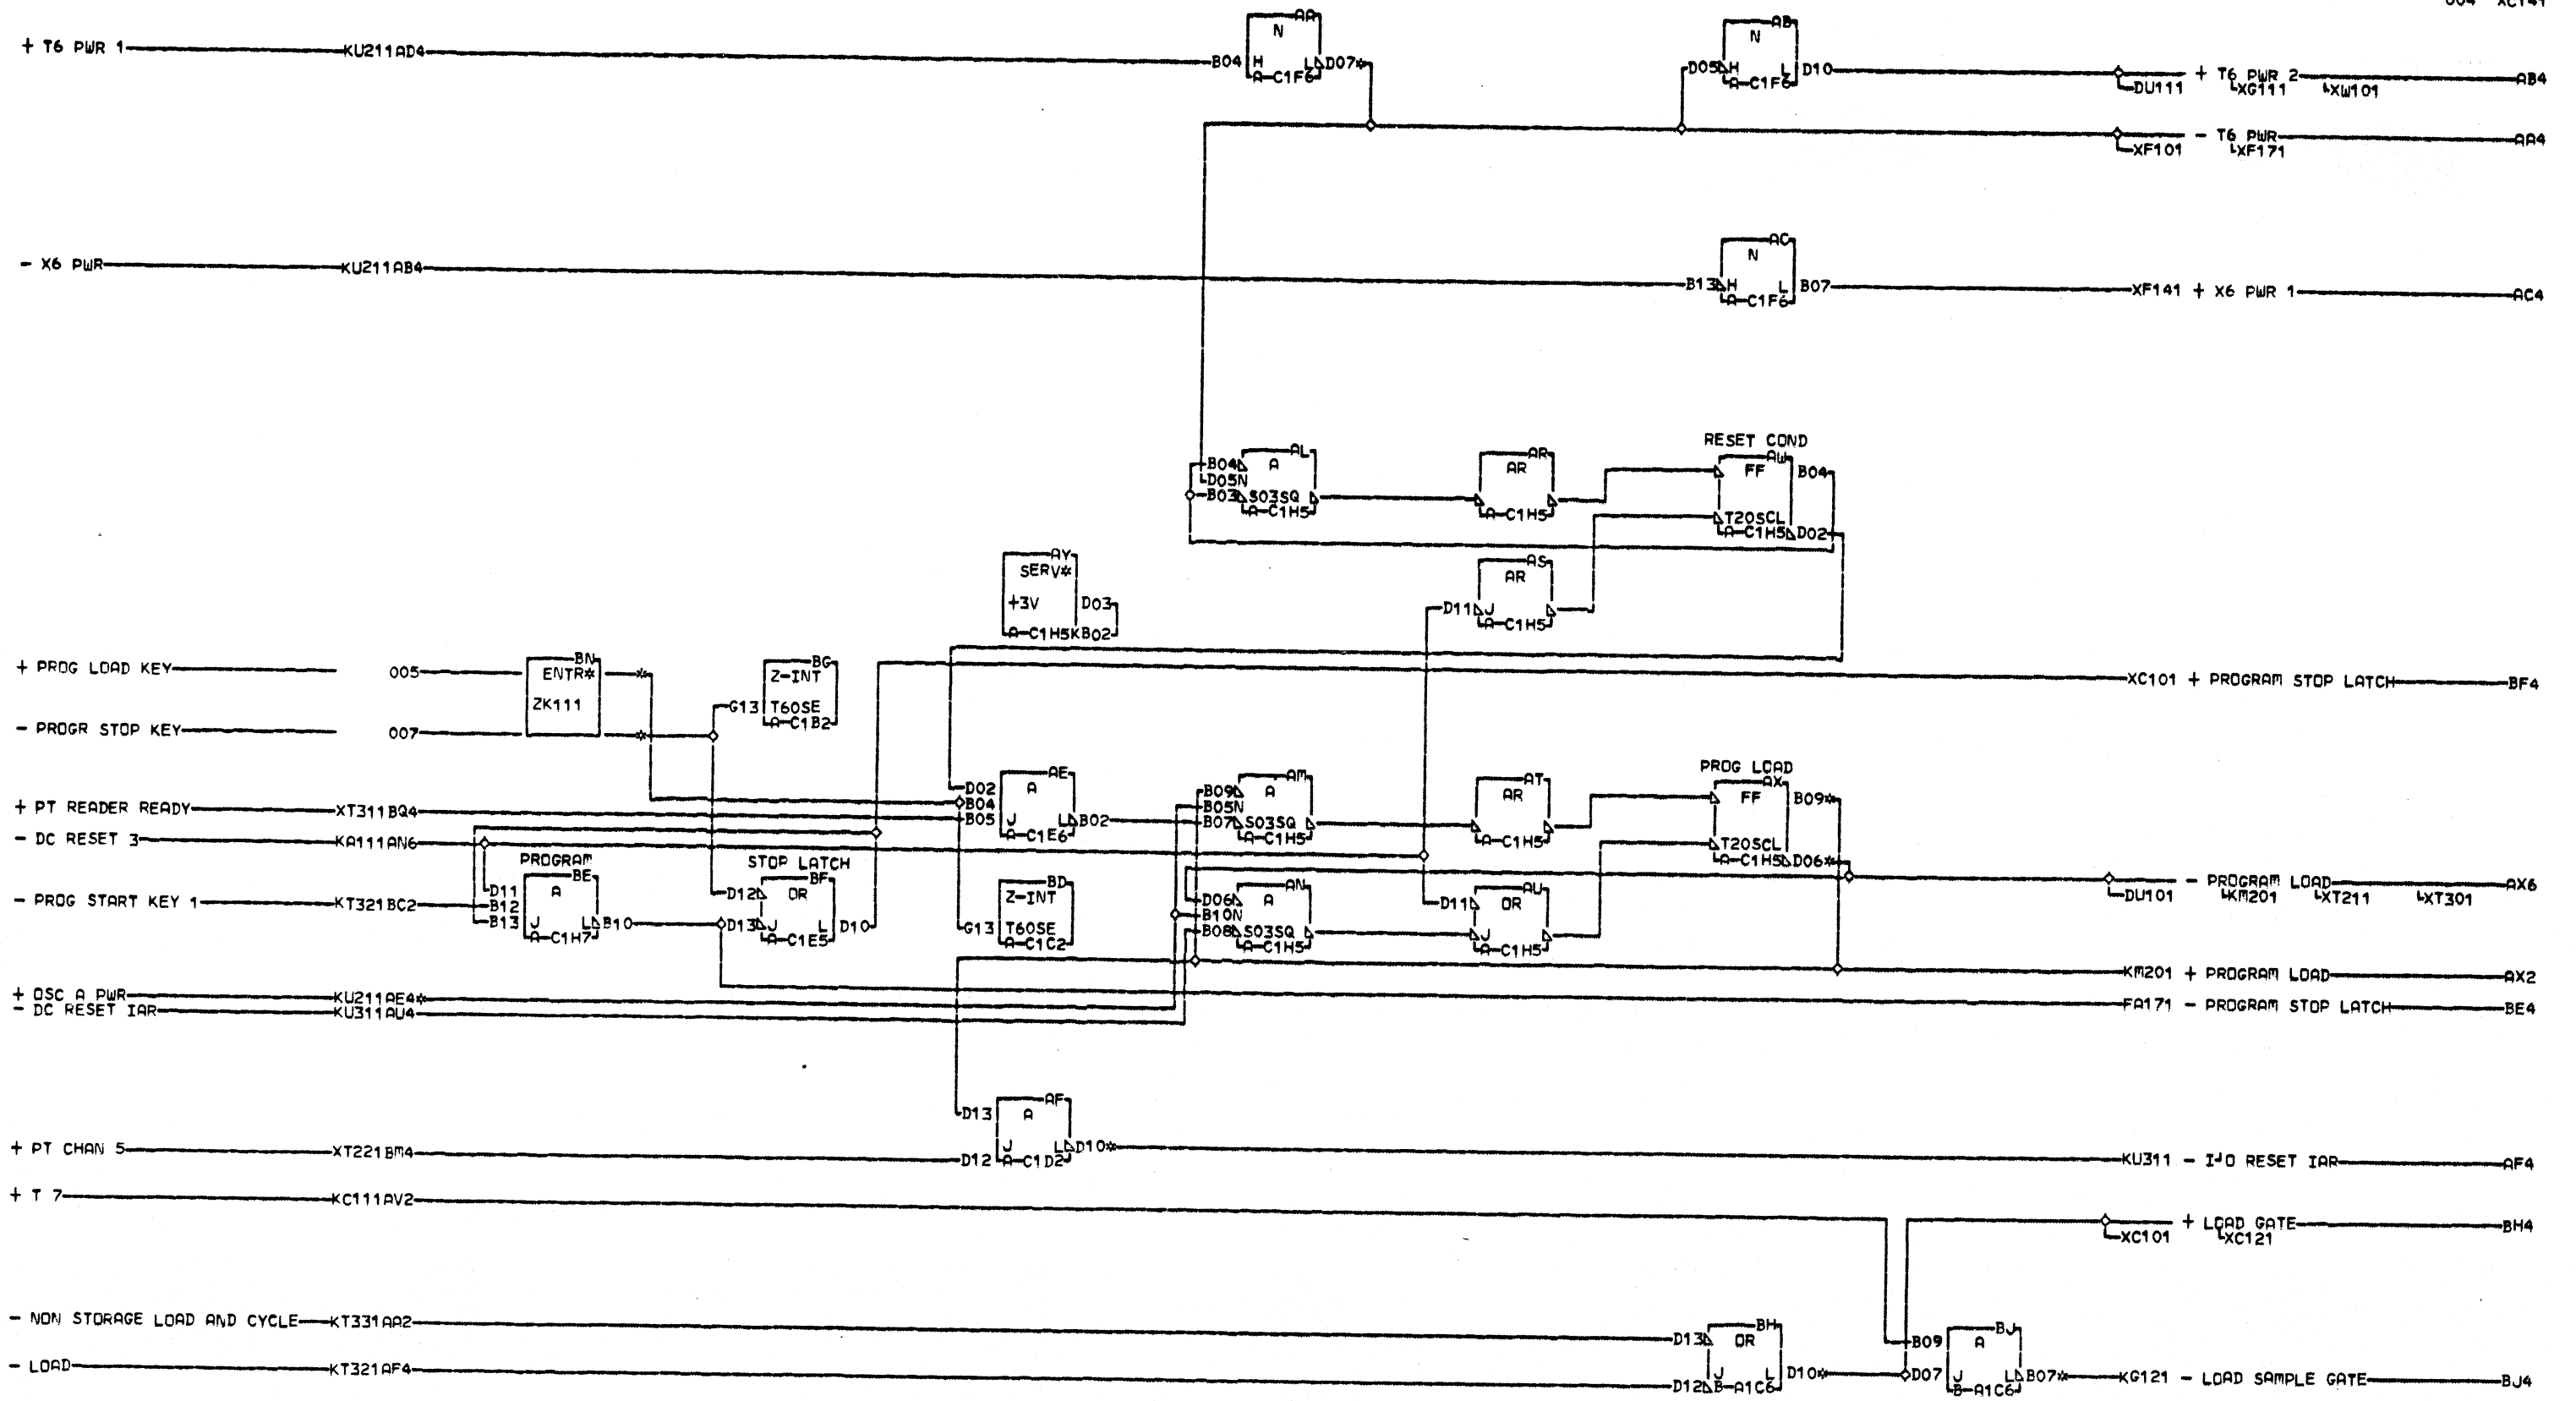 AA
N
B04 H L D07*
A-C1F6
AB
N
D05 H L D10
A-C1F6
+ T6 PWR 1 KU211AD4
+ T6 PWR 2 AB4
DU111 XG111 XW101
- T6 PWR AA4
XF101 XF171
AC
N
B13 H L B07
A-C1F6
- X6 PWR KU211AB4
XF141 + X6 PWR 1 AC4
RESET COND
AL
B04 A
D05N
B03 S03SQ
A-C1H5
AR
AR
A-C1H5
AW
FF B04
T20SCL
A-C1H5 D02
AY
SERV*
+3V D03
A-C1H5K B02
AS
AR
D11 J
A-C1H5
+ PROG LOAD KEY 005
- PROGR STOP KEY 007
BN
ENTR*
ZK111
BG
Z-INT
G13 T60SE
A-C1B2
XC101 + PROGRAM STOP LATCH BF4
+ PT READER READY XT311BQ4
- DC RESET 3 KA111AN6
- PROG START KEY 1 KT321BC2
AE
D02 A
B04
B05 J L B02
A-C1E6
AM
B09 A
B05N
B07 S03SQ
A-C1H5
AT
AR
A-C1H5
PROG LOAD
AX
FF B09*
T20SCL
A-C1H5 D06*
PROGRAM
BE
D11 A
B12
B13 J L B10
A-C1H7
STOP LATCH
BF
D12 OR
D13 J L D10
A-C1E5
BD
Z-INT
G13 T60SE
A-C1C2
AN
D06 A
B10N
B08 S03SQ
A-C1H5
AU
D11 OR
J
A-C1H5
- PROGRAM LOAD AX6
DU101 KM201 XT211 XT301
KM201 + PROGRAM LOAD AX2
+ OSC A PWR KU211AE4*
- DC RESET IAR KU311AU4
FA171 - PROGRAM STOP LATCH BE4
AF
D13 A
J L D10*
D12 A-C1D2
+ PT CHAN 5 XT221BM4
KU311 - I-O RESET IAR AF4
+ T 7 KC111AV2
+ LOAD GATE BH4
XC101 XC121
- NON STORAGE LOAD AND CYCLE KT331AA2
- LOAD KT321AF4
BH
D13 OR
J L D10*
D12 B-A1C6
BJ
B09 A
D07 J L B07*
B-A1C6
KG121 - LOAD SAMPLE GATE BJ4